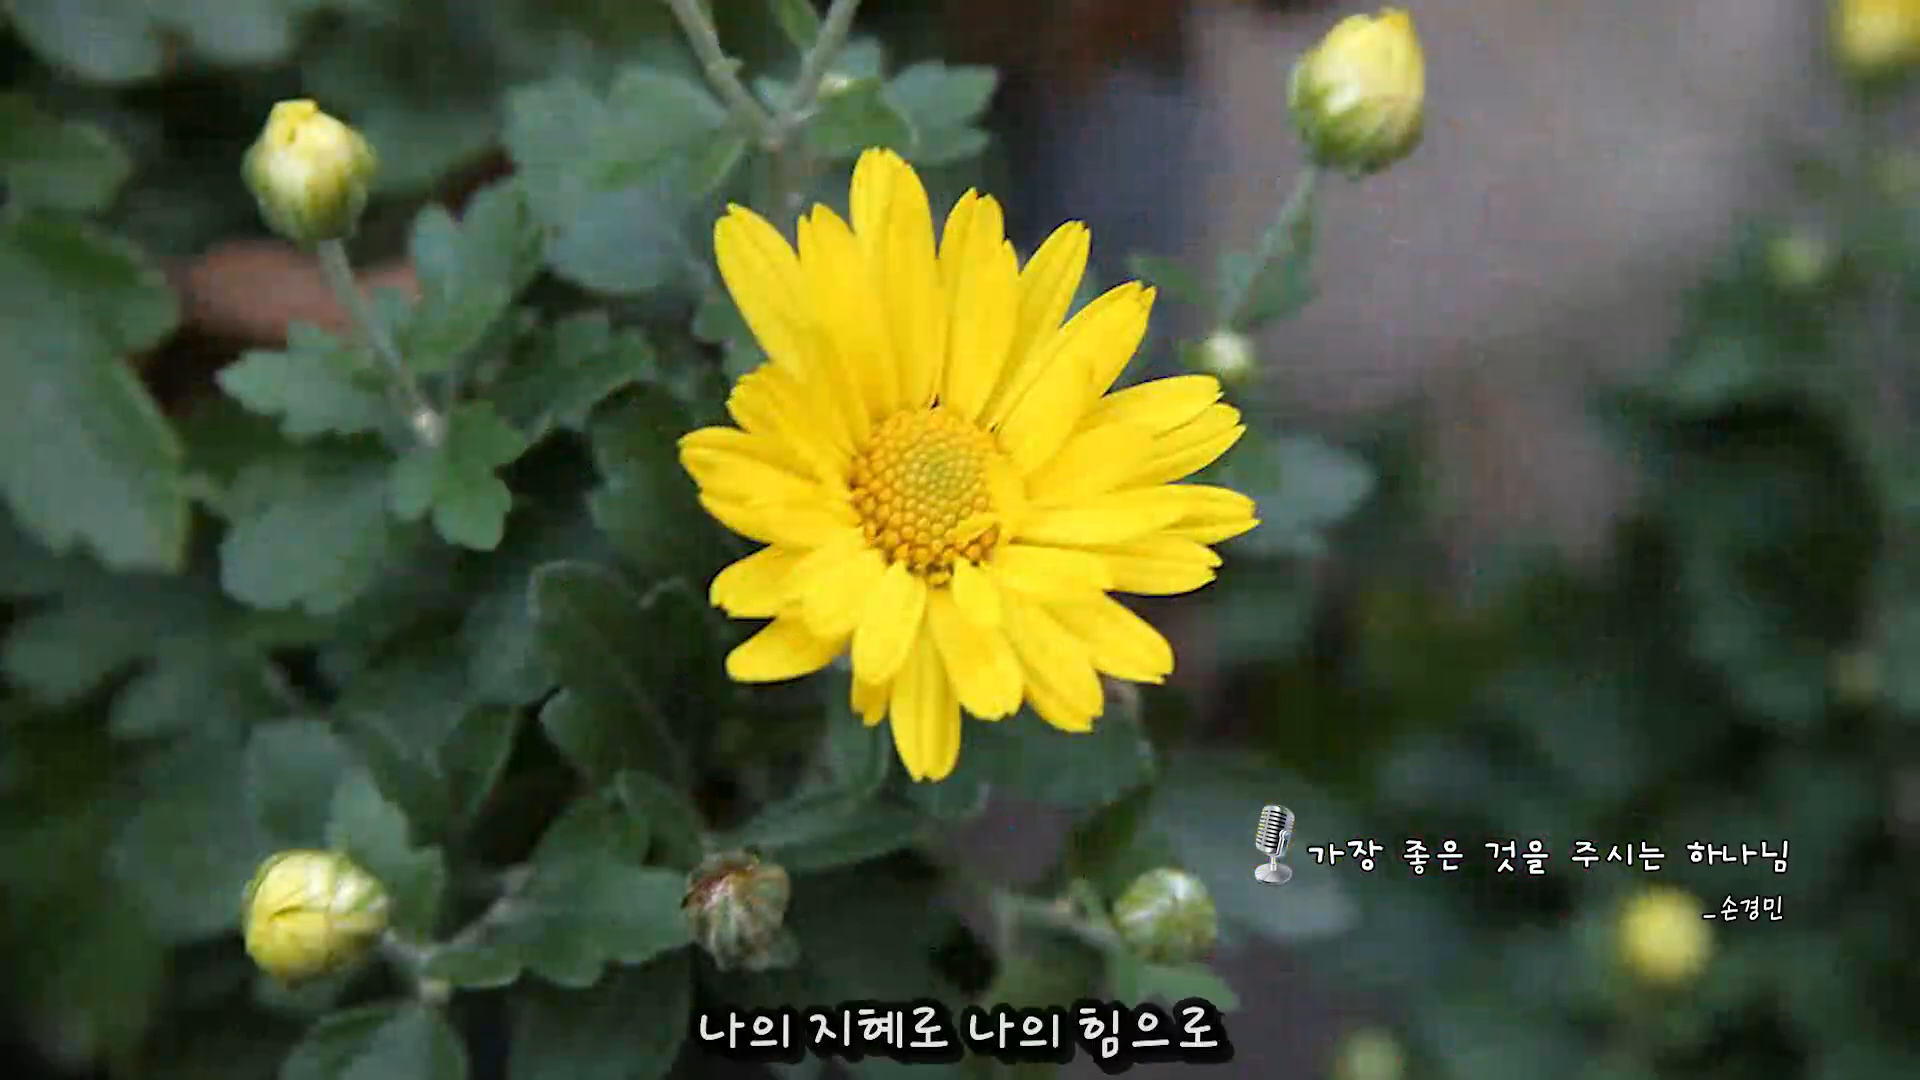 가장 좋은 것을 주시는 하나님
_손경민
나의 지혜로 나의 힘으로